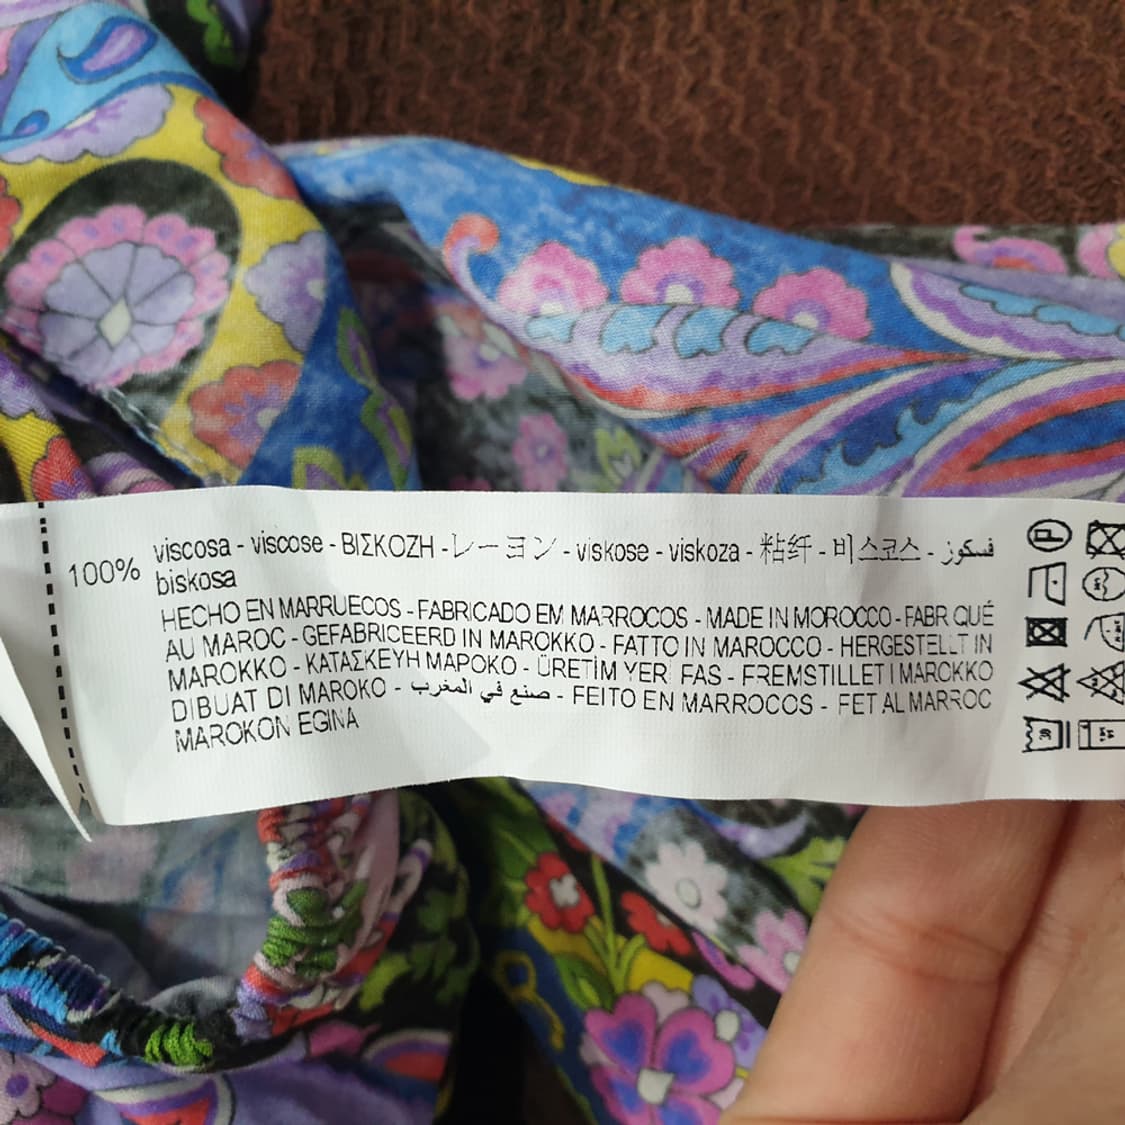 100% viscosa - viscose - ΒΙΣΚΟΖΗ - レーヨン - viskose - viskoza - 粘纤 - 비스코스 - فسكوز
biskosa
HECHO EN MARRUECOS - FABRICADO EM MARROCOS - MADE IN MOROCCO - FABR QUÉ
AU MAROC - GEFABRICEERD IN MAROKKO - FATTO IN MAROCCO - HERGESTELLT IN
MAROKKO - ΚΑΤΑΣΚΕΥΗ ΜΑΡΟΚΟ - ÜRETİM YERİ FAS - FREMSTILLET I MAROKKO
DIBUAT DI MAROKO - صنع في المغرب - FEITO EN MARROCOS - FET AL MARROC
MAROKON EGINA
P
30